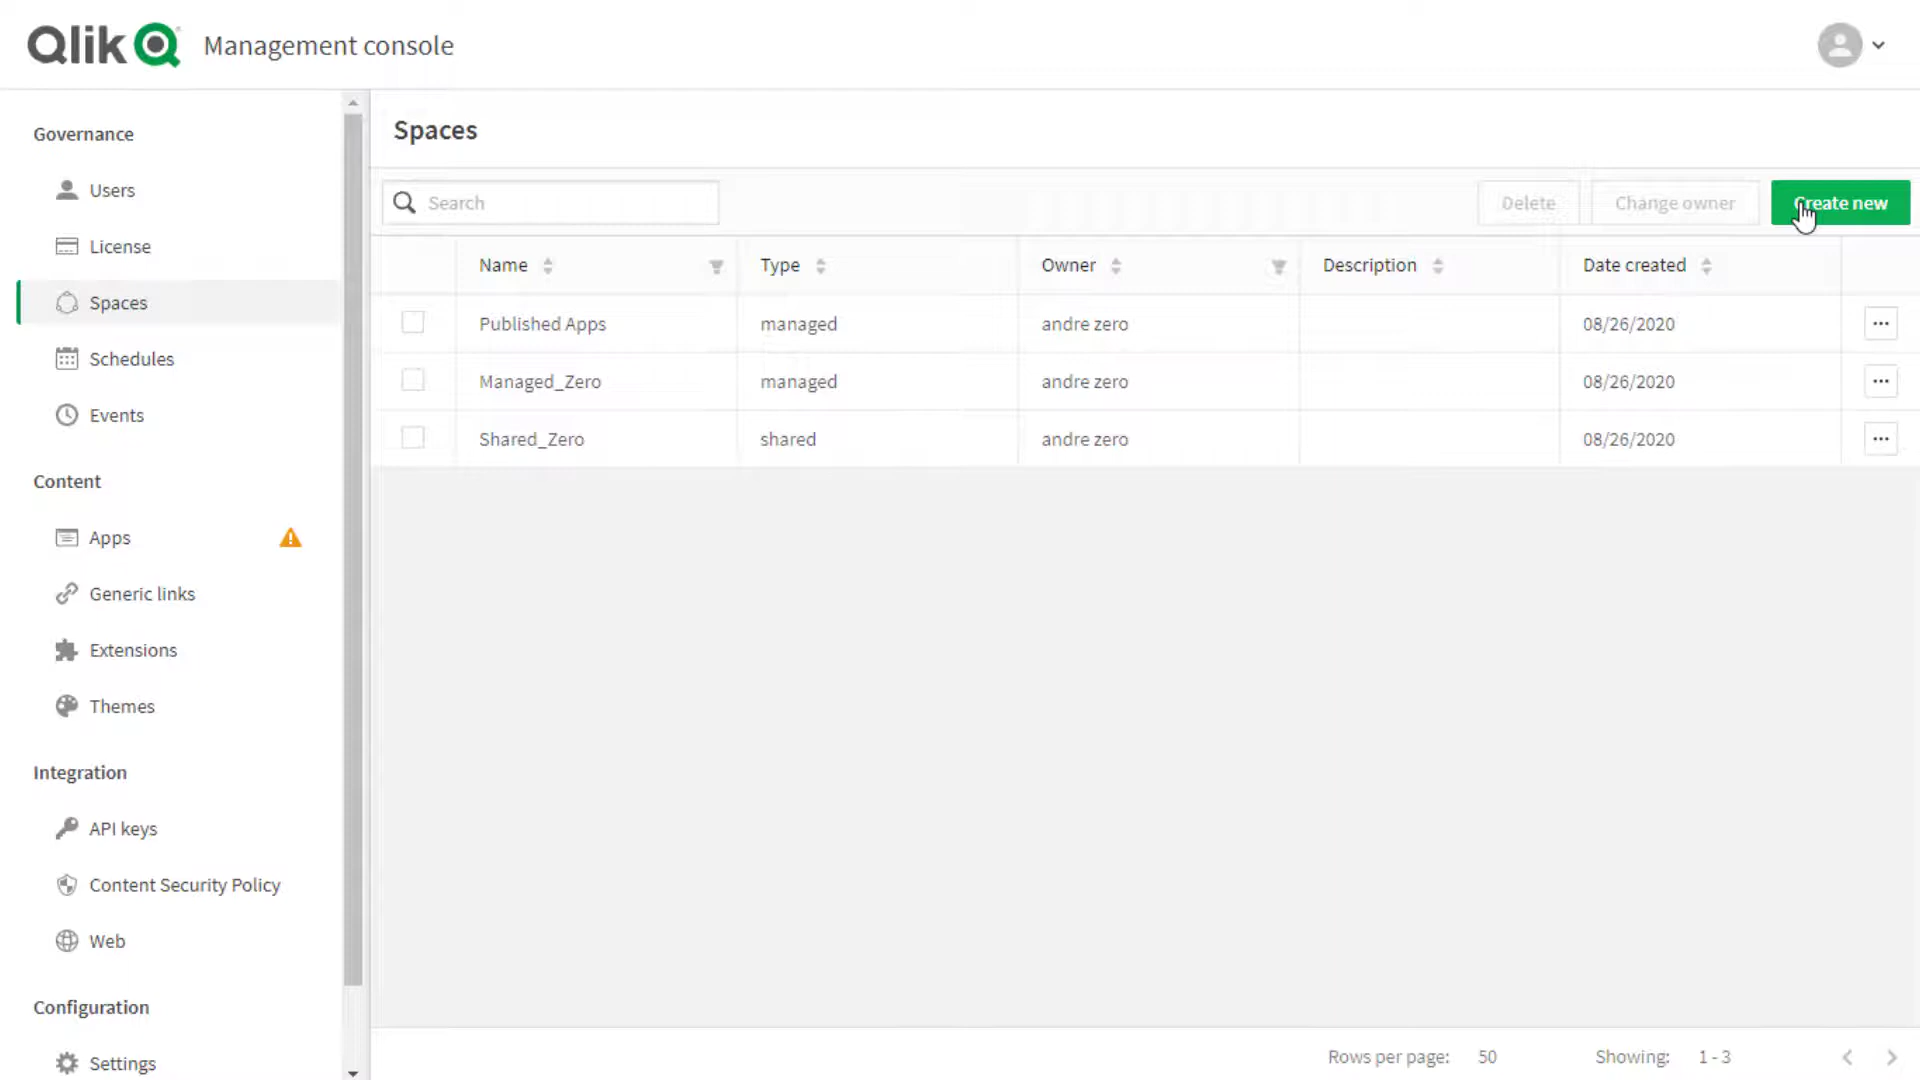 Qlik Management console
Governance
Users
License
Spaces
Schedules
Events
Content
Apps
Generic links
Extensions
Themes
Integration
API keys
Content Security Policy
Web
Configuration
Settings
Spaces
Search
Delete
Change owner
Create new
Name Type Owner Description Date created
Published Apps managed andre zero 08/26/2020
Managed_Zero managed andre zero 08/26/2020
Shared_Zero shared andre zero 08/26/2020
Rows per page: 50 Showing: 1 - 3